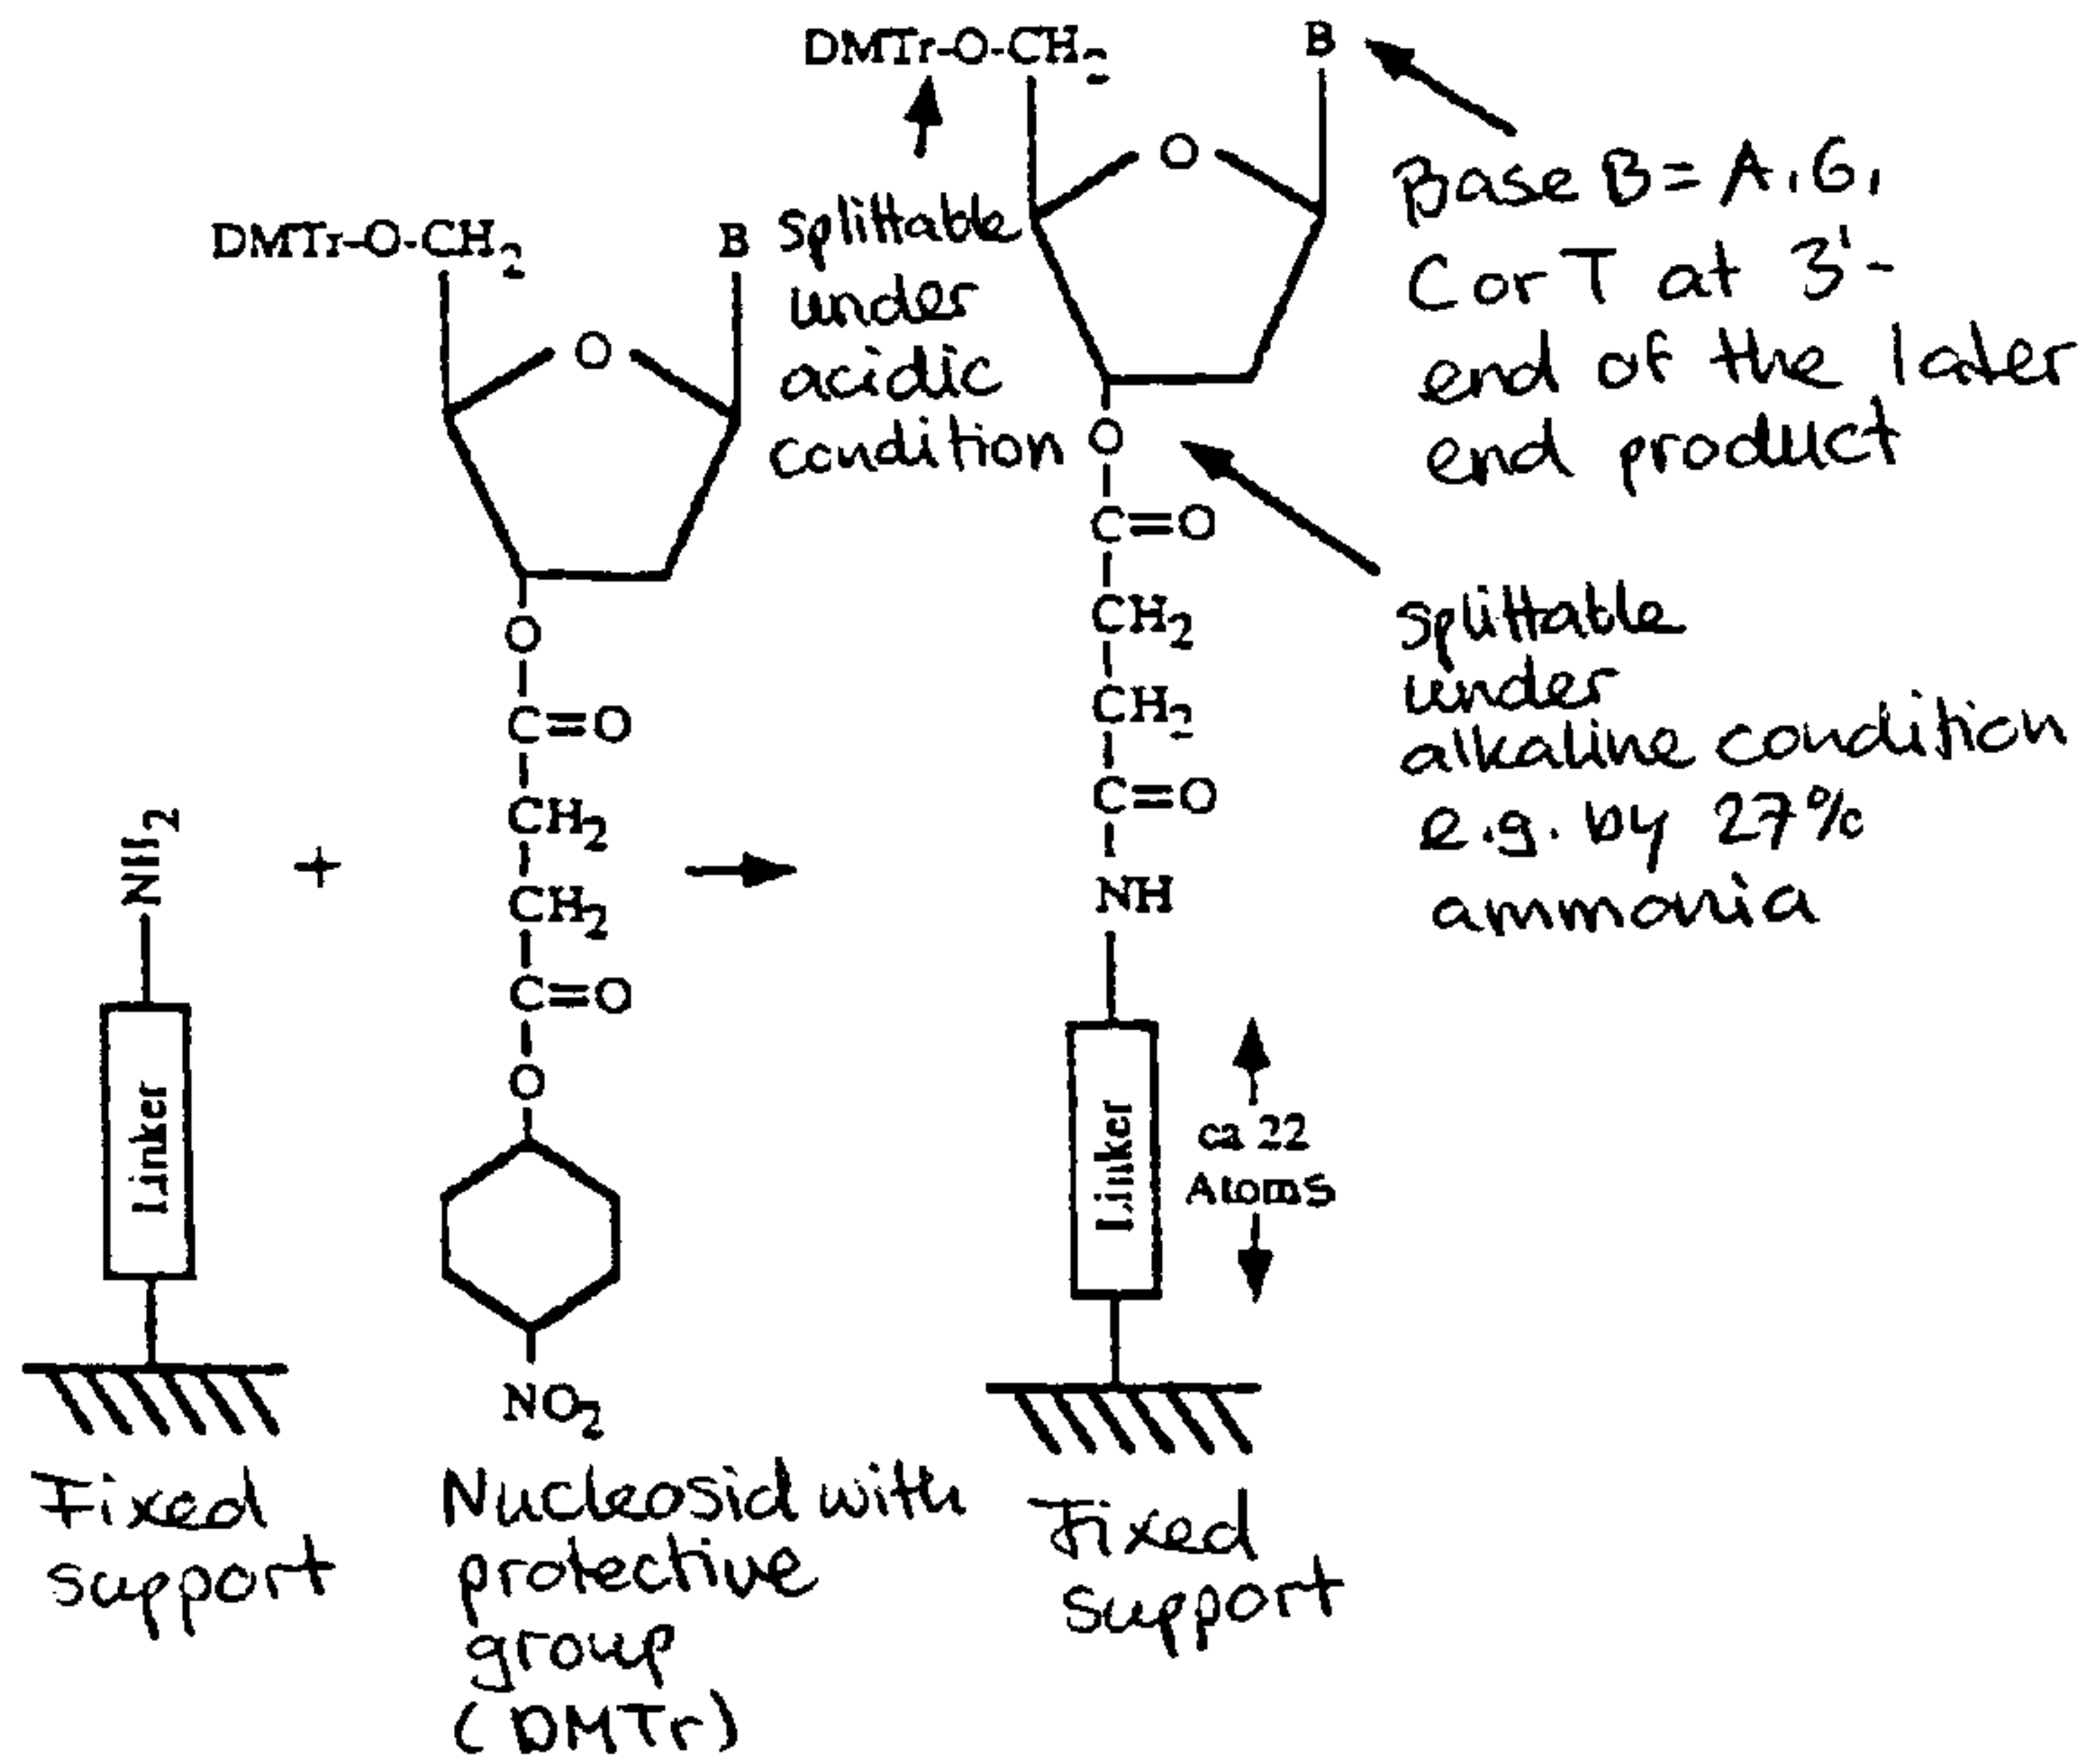 DMTr-O-CH2
B
O
O
C=O
CH2
CH2
C=O
O
NO2
NH2
+
Linker
Fixed
support
Nucleosid with
protective
group
(DMTr)
DMTr-O-CH2
B
O
O
C=O
CH2
CH2
C=O
NH
Linker
ca 22
Atoms
Fixed
support
Splittable
under
acidic
condition
Base B = A, G,
C or T at 3'-
end of the later
end product
Splittable
under
alkaline condition
e.g. by 27%
ammonia